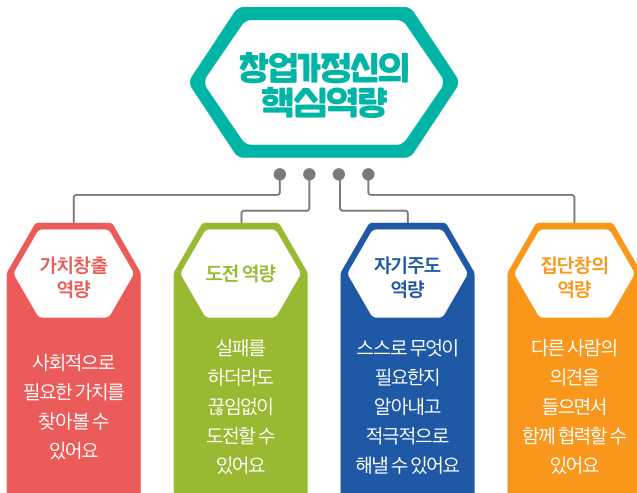 창업가정신의
핵심역량
가치창출
역량
사회적으로
필요한 가치를
찾아볼 수
있어요
도전 역량
실패를
하더라도
끊임없이
도전할 수
있어요
자기주도
역량
스스로 무엇이
필요한지
알아내고
적극적으로
해낼 수 있어요
집단창의
역량
다른 사람의
의견을
들으면서
함께 협력할 수
있어요